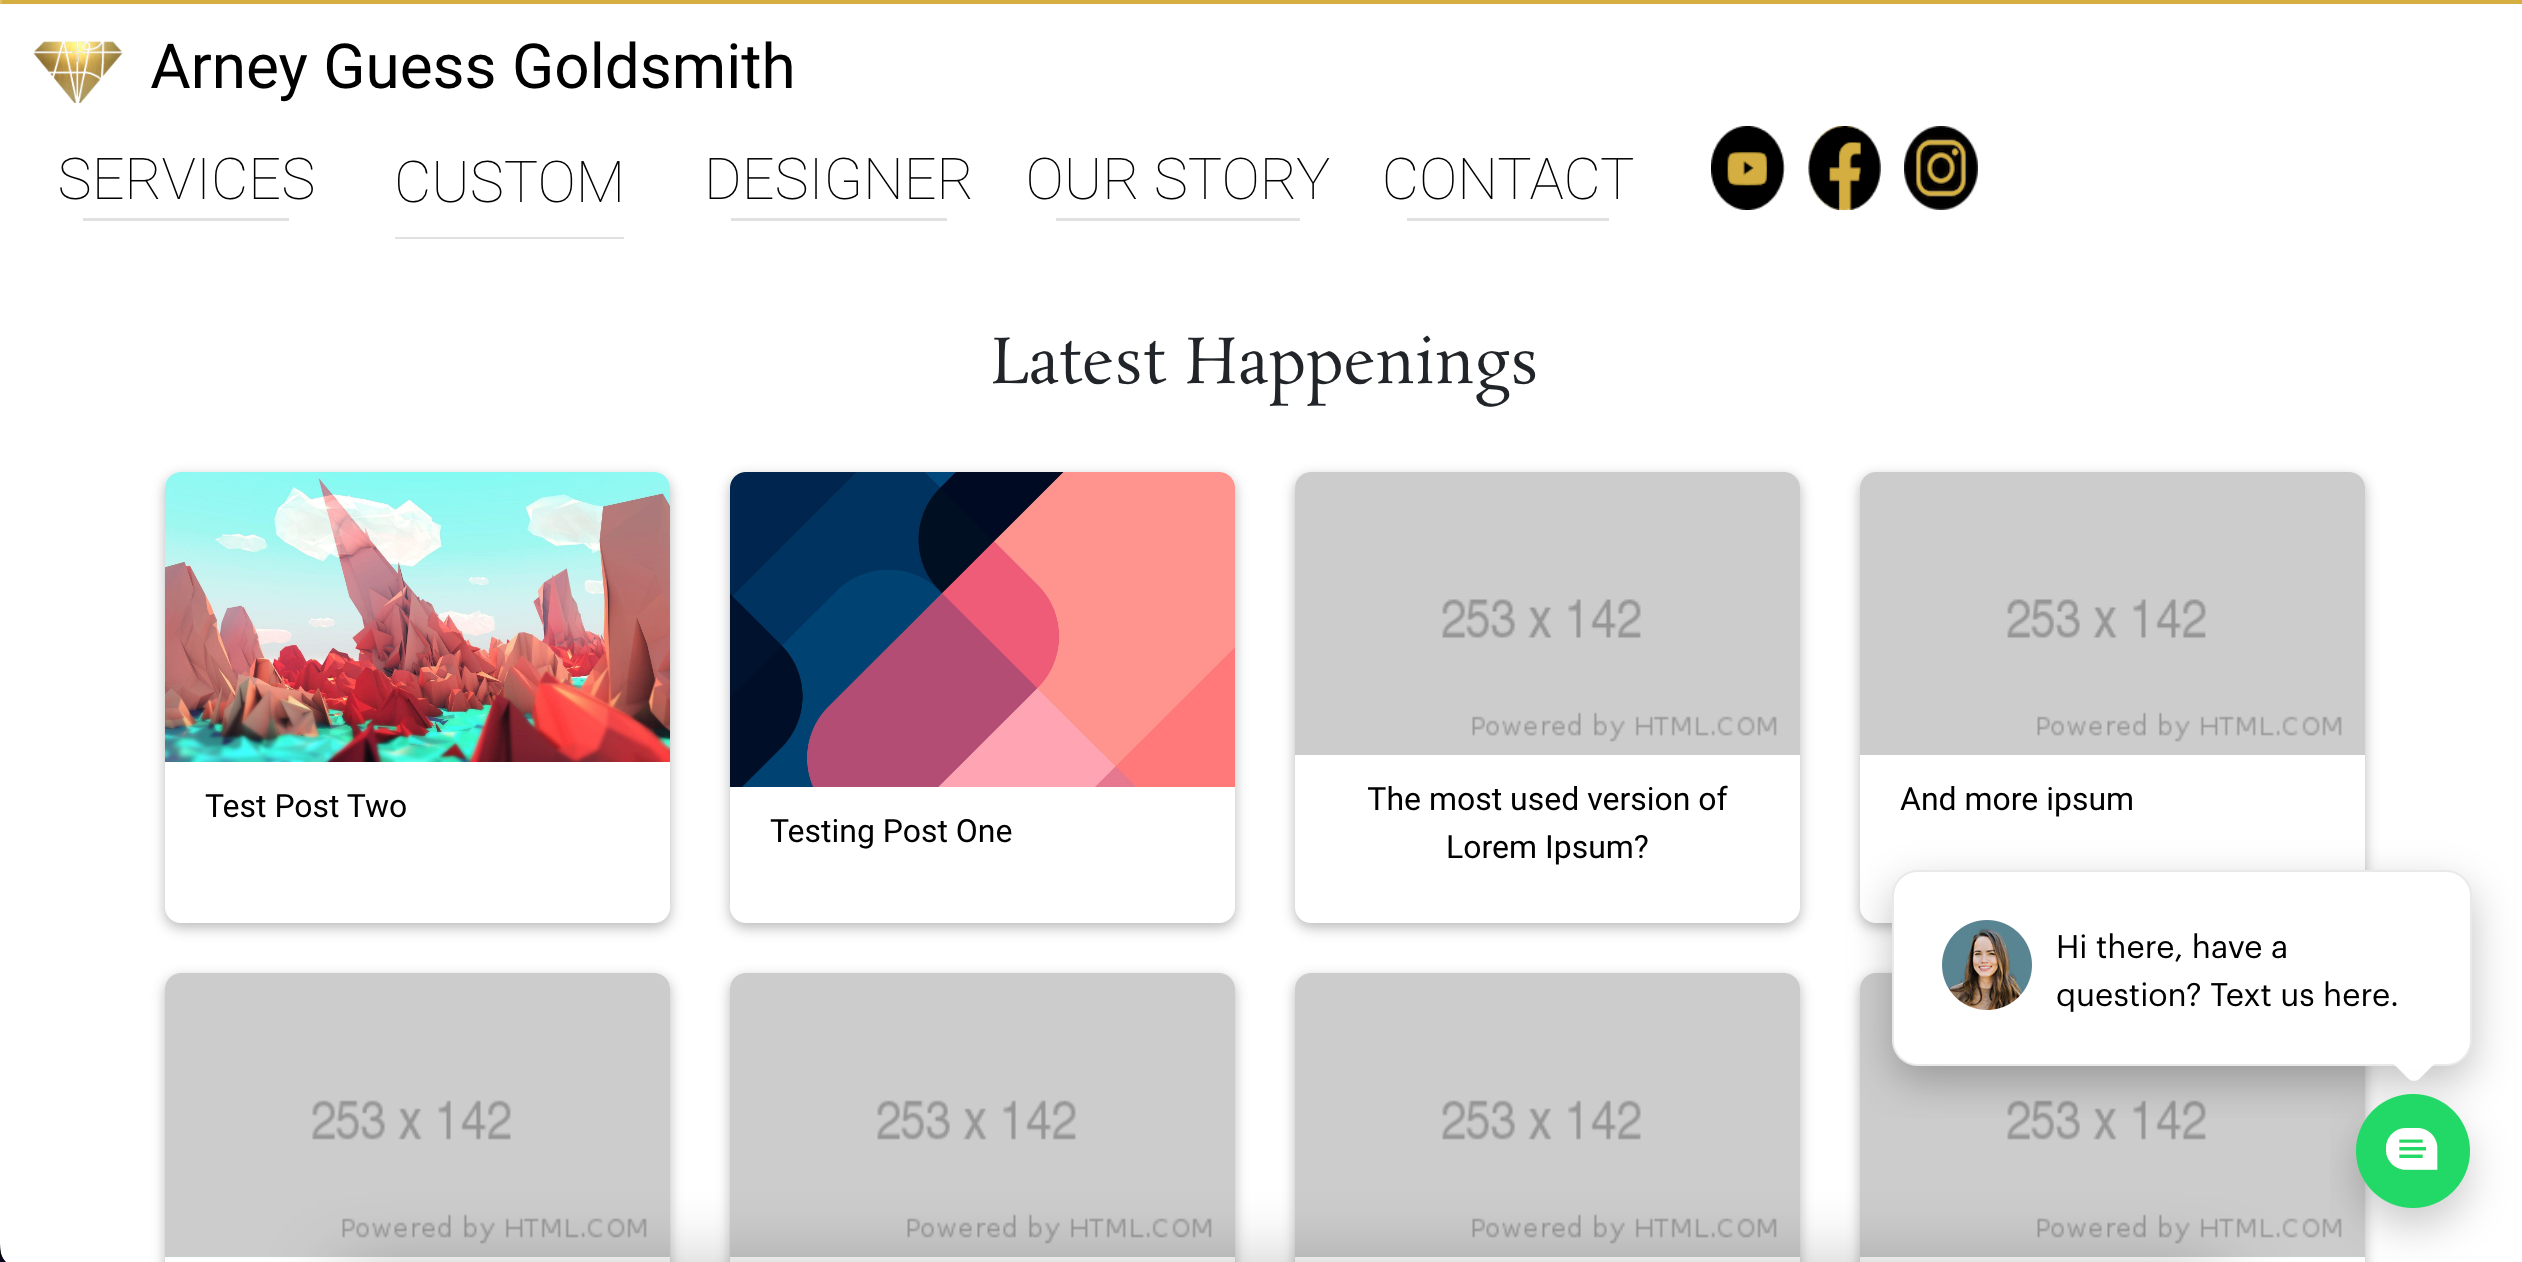 Arney Guess Goldsmith
SERVICES
CUSTOM
DESIGNER
OUR STORY
CONTACT
Latest Happenings
253 x 142
Powered by HTML.COM
253 x 142
Powered by HTML.COM
Test Post Two
Testing Post One
The most used version of
Lorem Ipsum?
And more ipsum
Hi there, have a
question? Text us here.
253 x 142
Powered by HTML.COM
253 x 142
Powered by HTML.COM
253 x 142
Powered by HTML.COM
253 x 142
Powered by HTML.COM